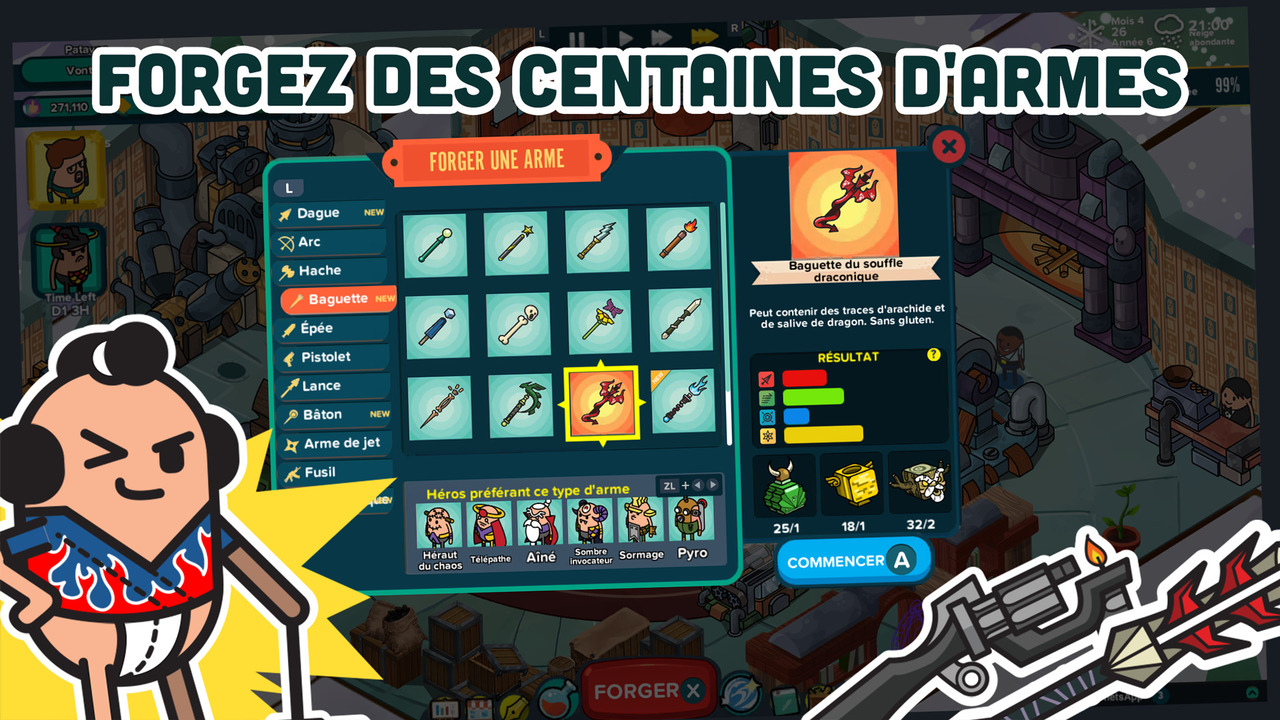 L
R
Mois 4
26
Année 6
21:00
Neige
abondante
99%
271,110
FORGEZ DES CENTAINES D'ARMES
FORGER UNE ARME
L
Dague NEW
Arc
Hache
Baguette NEW
Épée
Pistolet
Lance
Bâton NEW
Arme de jet
Fusil
Time Left
D1 3H
NEW
Héros préférant ce type d'arme
ZL +
Héraut
du chaos
Télépathe
Aîné
Sombre
invocateur
Sormage
Pyro
Baguette du souffle
draconique
Peut contenir des traces d'arachide et
de salive de dragon. Sans gluten.
RÉSULTAT ?
25/1
18/1
32/2
COMMENCER A
FORGER X